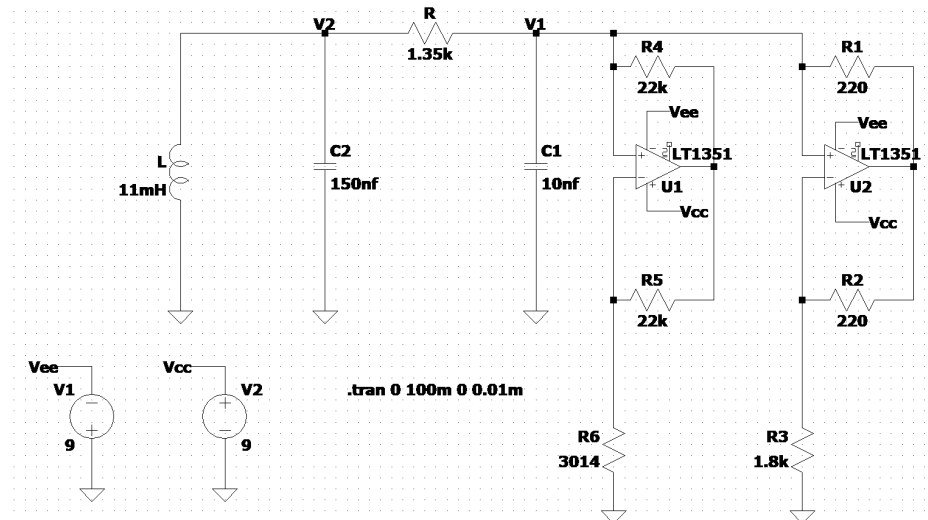 V2
R
1.35k
V1
R4
22k
R1
220
Vee
Vee
+
−
LT1351
U1
+
−
LT1351
U2
Vcc
Vcc
L
11mH
C2
150nf
C1
10nf
R5
22k
R2
220
Vee
V1
9
Vcc
V2
9
.tran 0 100m 0 0.01m
R6
3014
R3
1.8k